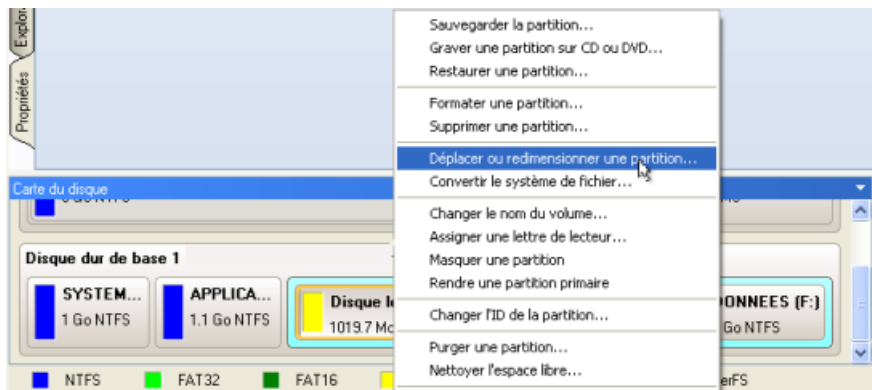 Explor
Propriétés
Sauvegarder la partition...
Graver une partition sur CD ou DVD...
Restaurer une partition...
Formater une partition...
Supprimer une partition...
Déplacer ou redimensionner une partition...
Convertir le système de fichier...
Changer le nom du volume...
Assigner une lettre de lecteur...
Masquer une partition
Rendre une partition primaire
Changer l'ID de la partition...
Purger une partition...
Nettoyer l'espace libre...
Carte du disque
Disque dur de base 1
SYSTEM...
1 Go NTFS
APPLICA...
1.1 Go NTFS
Disque lo
1019.7 Mo
ONNEES (F:)
Go NTFS
NTFS
FAT32
FAT16
erFS